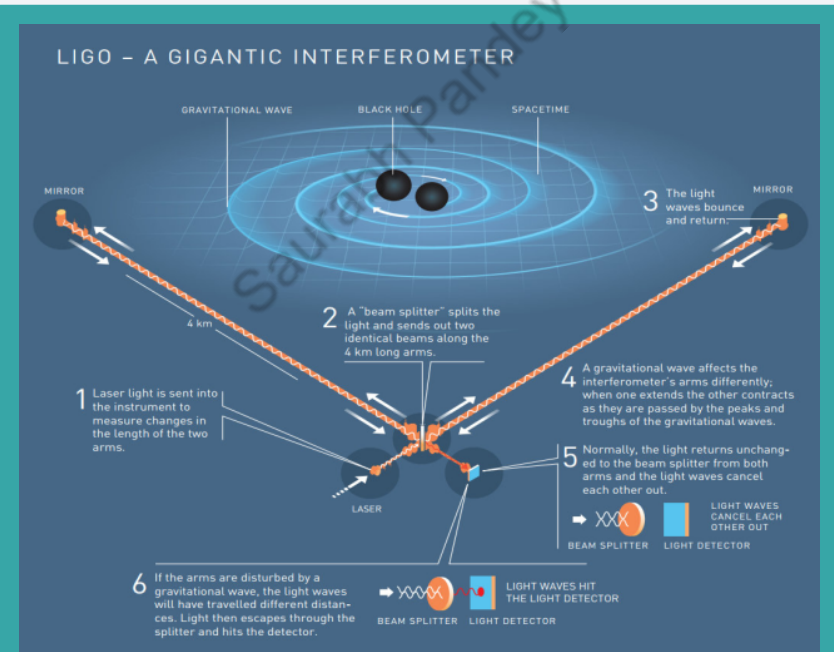 LIGO – A GIGANTIC INTERFEROMETER
GRAVITATIONAL WAVE
BLACK HOLE
SPACETIME
MIRROR
3 The light
waves bounce
and return.
MIRROR
4 km
2 A "beam splitter" splits the
light and sends out two
identical beams along the
4 km long arms.
1 Laser light is sent into
the instrument to
measure changes in
the length of the two
arms.
4 A gravitational wave affects the
interferometer's arms differently;
when one extends the other contracts
as they are passed by the peaks and
troughs of the gravitational waves.
5 Normally, the light returns unchang-
ed to the beam splitter from both
arms and the light waves cancel
each other out.
LASER
LIGHT WAVES
CANCEL EACH
OTHER OUT
BEAM SPLITTER
LIGHT DETECTOR
6 If the arms are disturbed by a
gravitational wave, the light waves
will have travelled different distan-
ces. Light then escapes through the
splitter and hits the detector.
LIGHT WAVES HIT
THE LIGHT DETECTOR
BEAM SPLITTER
LIGHT DETECTOR
Saurabh Pandey